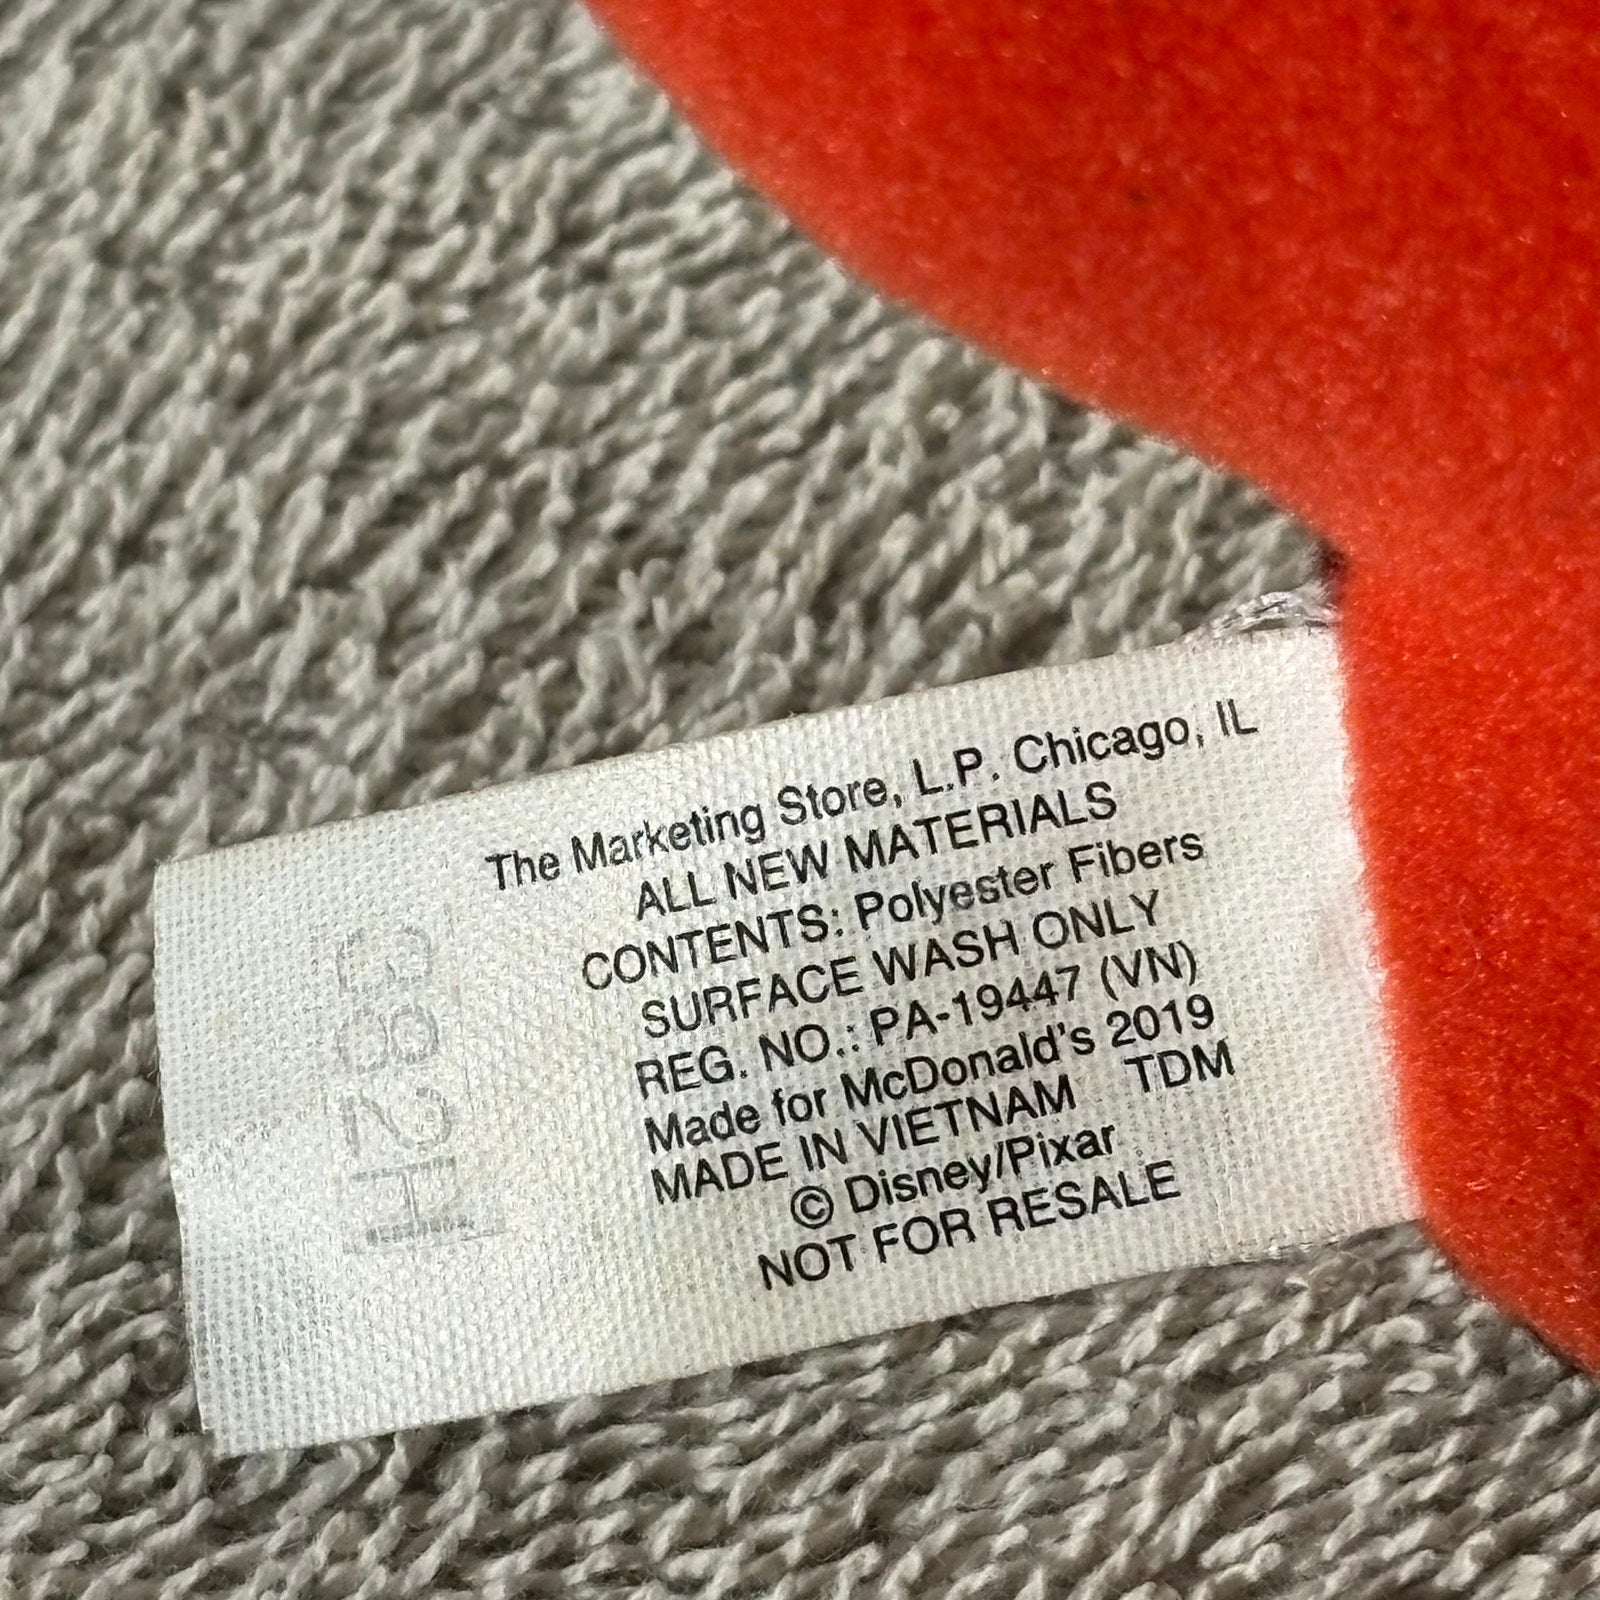 The Marketing Store, L.P. Chicago, IL
ALL NEW MATERIALS
CONTENTS: Polyester Fibers
SURFACE WASH ONLY
REG. NO.: PA-19447 (VN)
Made for McDonald's 2019
MADE IN VIETNAM TDM
© Disney/Pixar
NOT FOR RESALE